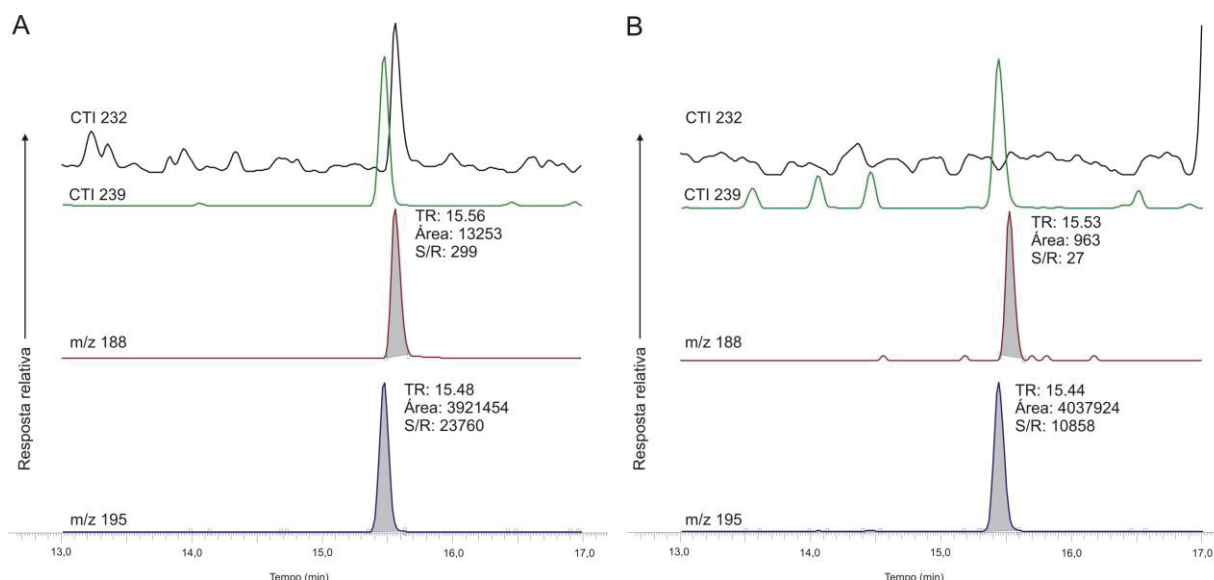 A
CTI 232
CTI 239
TR: 15.56
Área: 13253
S/R: 299
m/z 188
TR: 15.48
Área: 3921454
S/R: 23760
m/z 195
Resposta relativa
13,0
14,0
15,0
16,0
17,0
Tempo (min)
B
CTI 232
CTI 239
TR: 15.53
Área: 963
S/R: 27
m/z 188
TR: 15.44
Área: 4037924
S/R: 10858
m/z 195
Resposta relativa
13,0
14,0
15,0
16,0
17,0
Tempo (min)